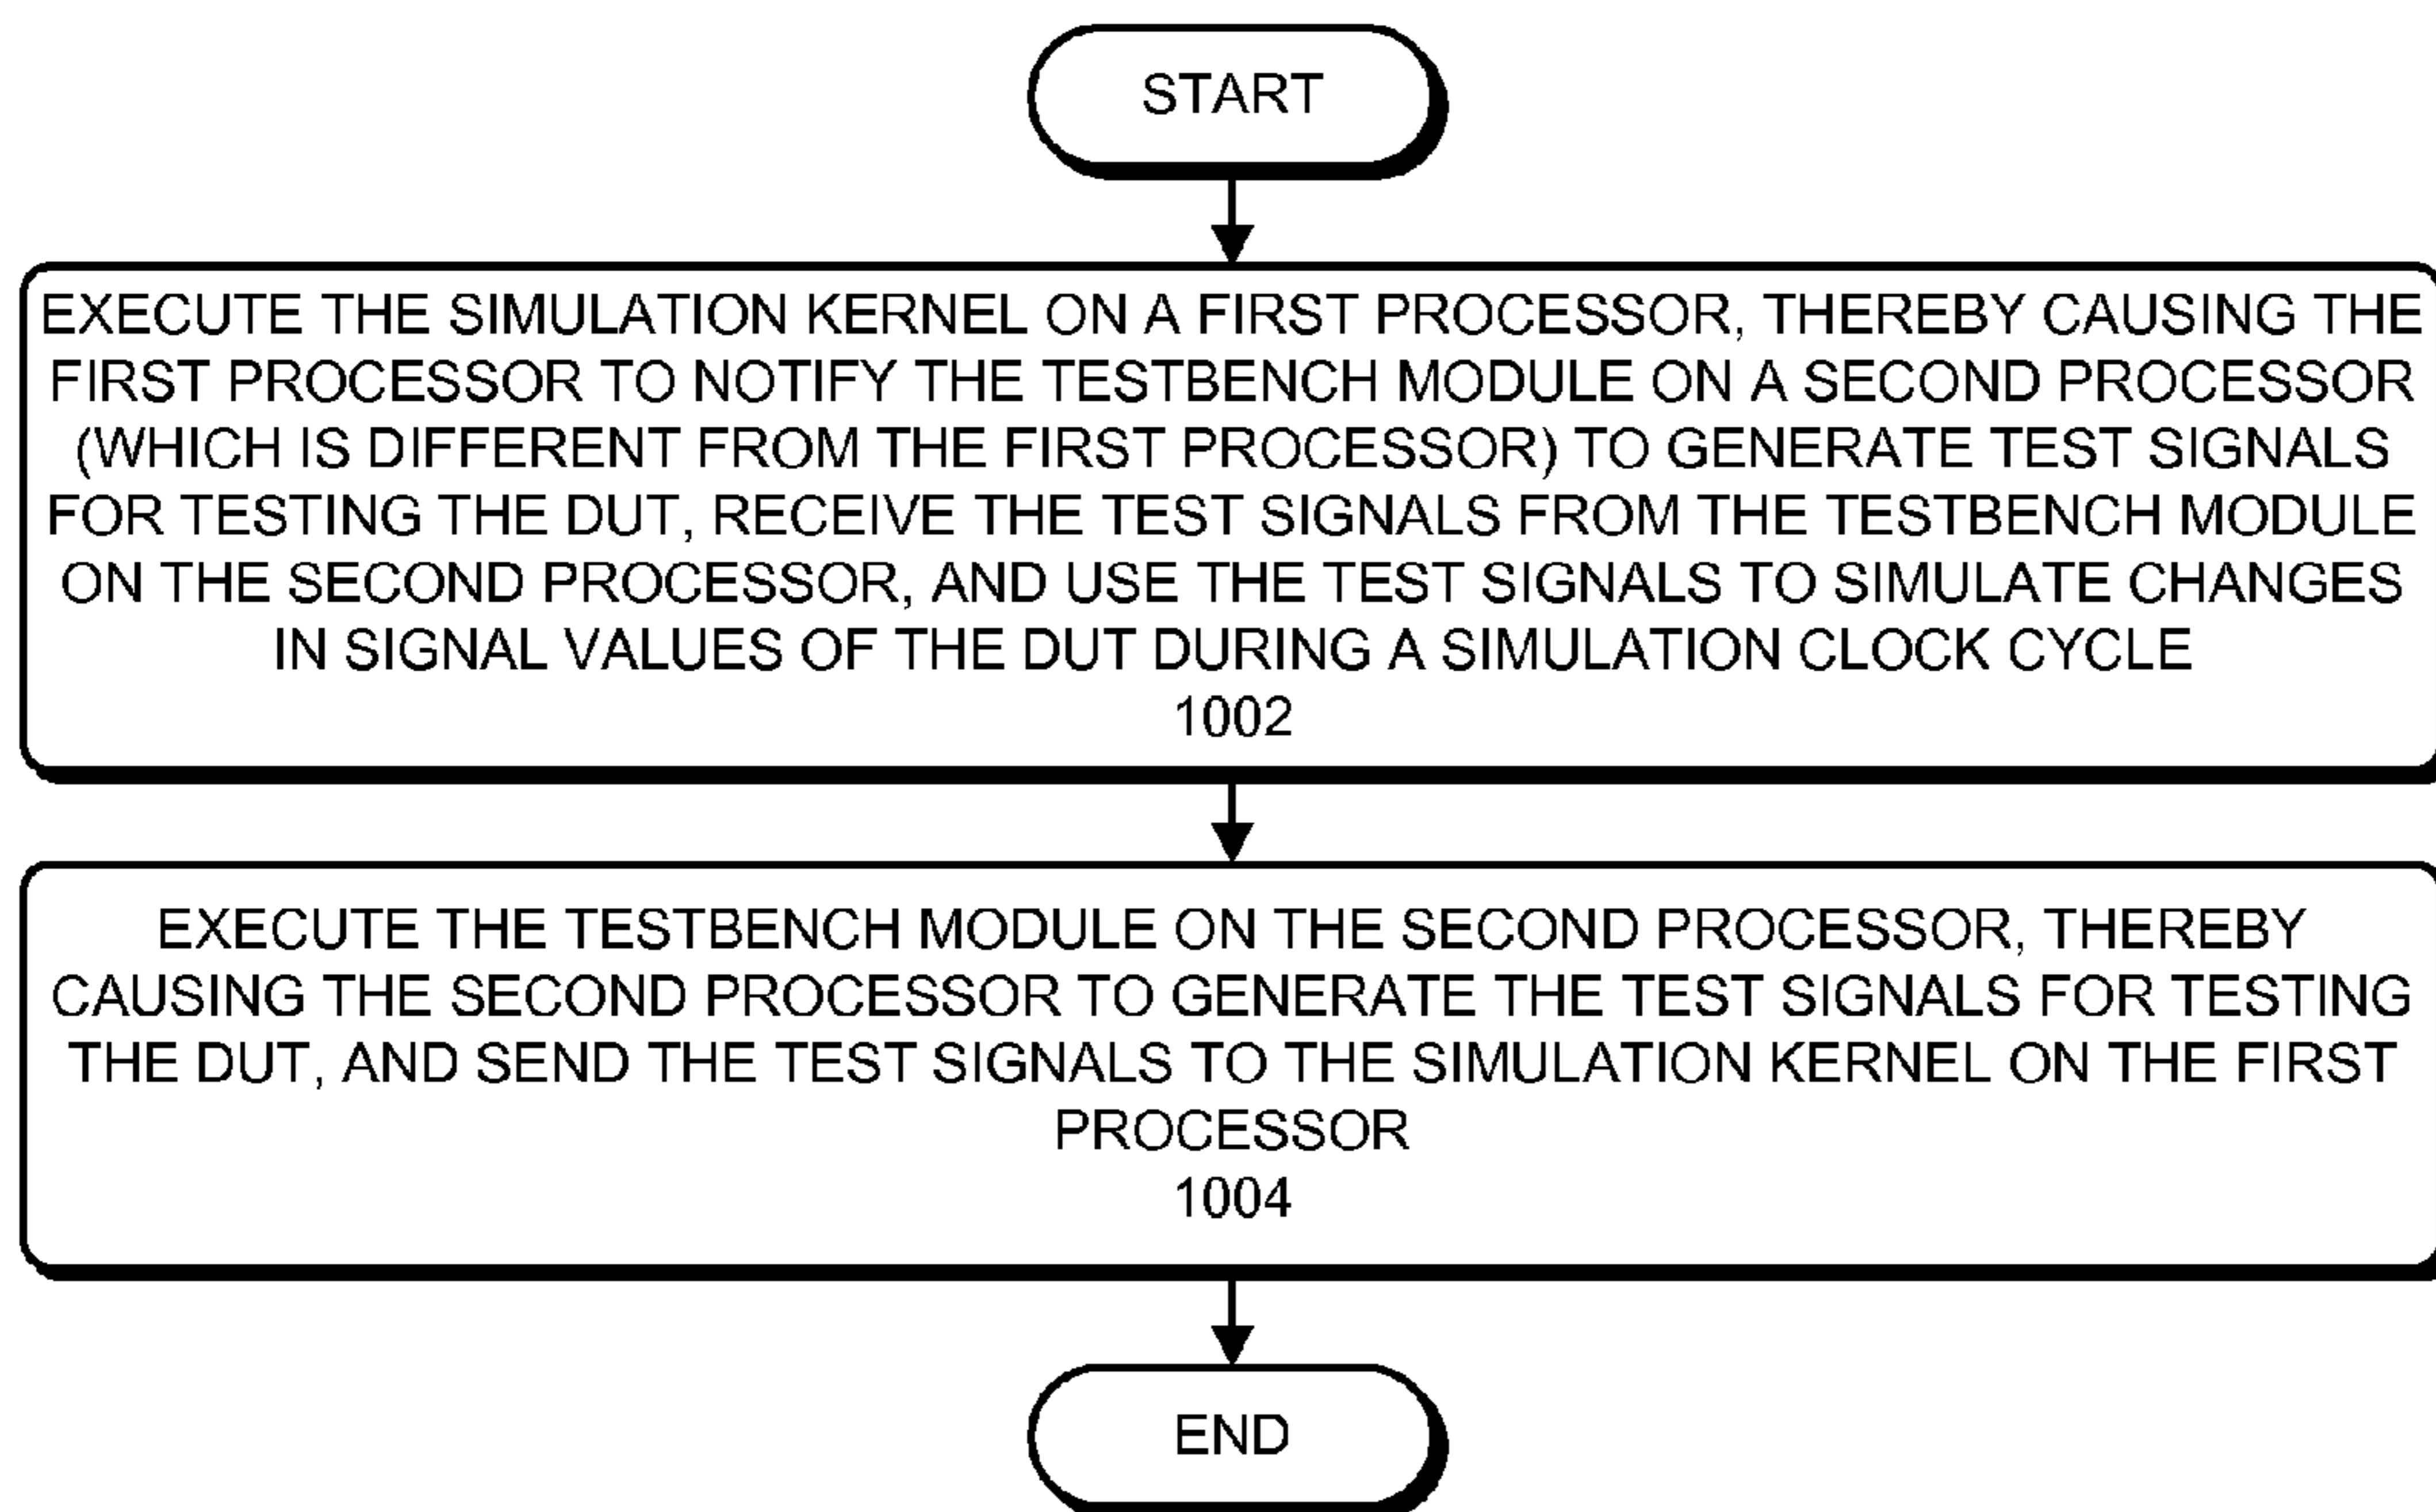 START
EXECUTE THE SIMULATION KERNEL ON A FIRST PROCESSOR, THEREBY CAUSING THE
FIRST PROCESSOR TO NOTIFY THE TESTBENCH MODULE ON A SECOND PROCESSOR
(WHICH IS DIFFERENT FROM THE FIRST PROCESSOR) TO GENERATE TEST SIGNALS
FOR TESTING THE DUT, RECEIVE THE TEST SIGNALS FROM THE TESTBENCH MODULE
ON THE SECOND PROCESSOR, AND USE THE TEST SIGNALS TO SIMULATE CHANGES
IN SIGNAL VALUES OF THE DUT DURING A SIMULATION CLOCK CYCLE
1002
EXECUTE THE TESTBENCH MODULE ON THE SECOND PROCESSOR, THEREBY
CAUSING THE SECOND PROCESSOR TO GENERATE THE TEST SIGNALS FOR TESTING
THE DUT, AND SEND THE TEST SIGNALS TO THE SIMULATION KERNEL ON THE FIRST
PROCESSOR
1004
END